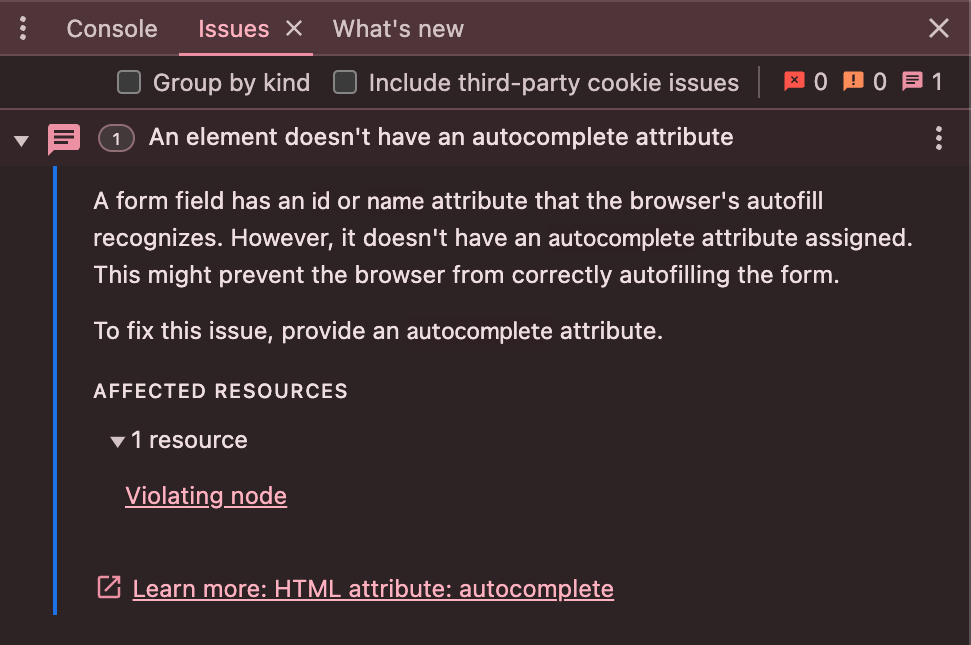 Console Issues What's new
Group by kind Include third-party cookie issues 0 0 1
1 An element doesn't have an autocomplete attribute
A form field has an id or name attribute that the browser's autofill
recognizes. However, it doesn't have an autocomplete attribute assigned.
This might prevent the browser from correctly autofilling the form.
To fix this issue, provide an autocomplete attribute.
AFFECTED RESOURCES
1 resource
Violating node
Learn more: HTML attribute: autocomplete